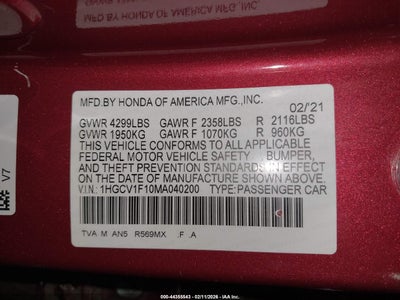 MFD.BY HONDA OF AMERICA MFG.,INC.
02/'21
GVWR 4299LBS GAWR F 2358LBS R 2116LBS
GVWR 1950KG GAWR F 1070KG R 960KG
THIS VEHICLE CONFORMS TO ALL APPLICABLE
FEDERAL MOTOR VEHICLE SAFETY BUMPER,
AND THEFT PREVENTION STANDARDS IN EFFECT
ON THE DATE OF MANUFACTURE SHOWN ABOVE.
V.I.N: 1HGCV1F10MA040200 TYPE:PASSENGER CAR
TVA M AN5 R569MX .F .A
V7
© 44355543 - 02/11/2026 - IAA Inc.